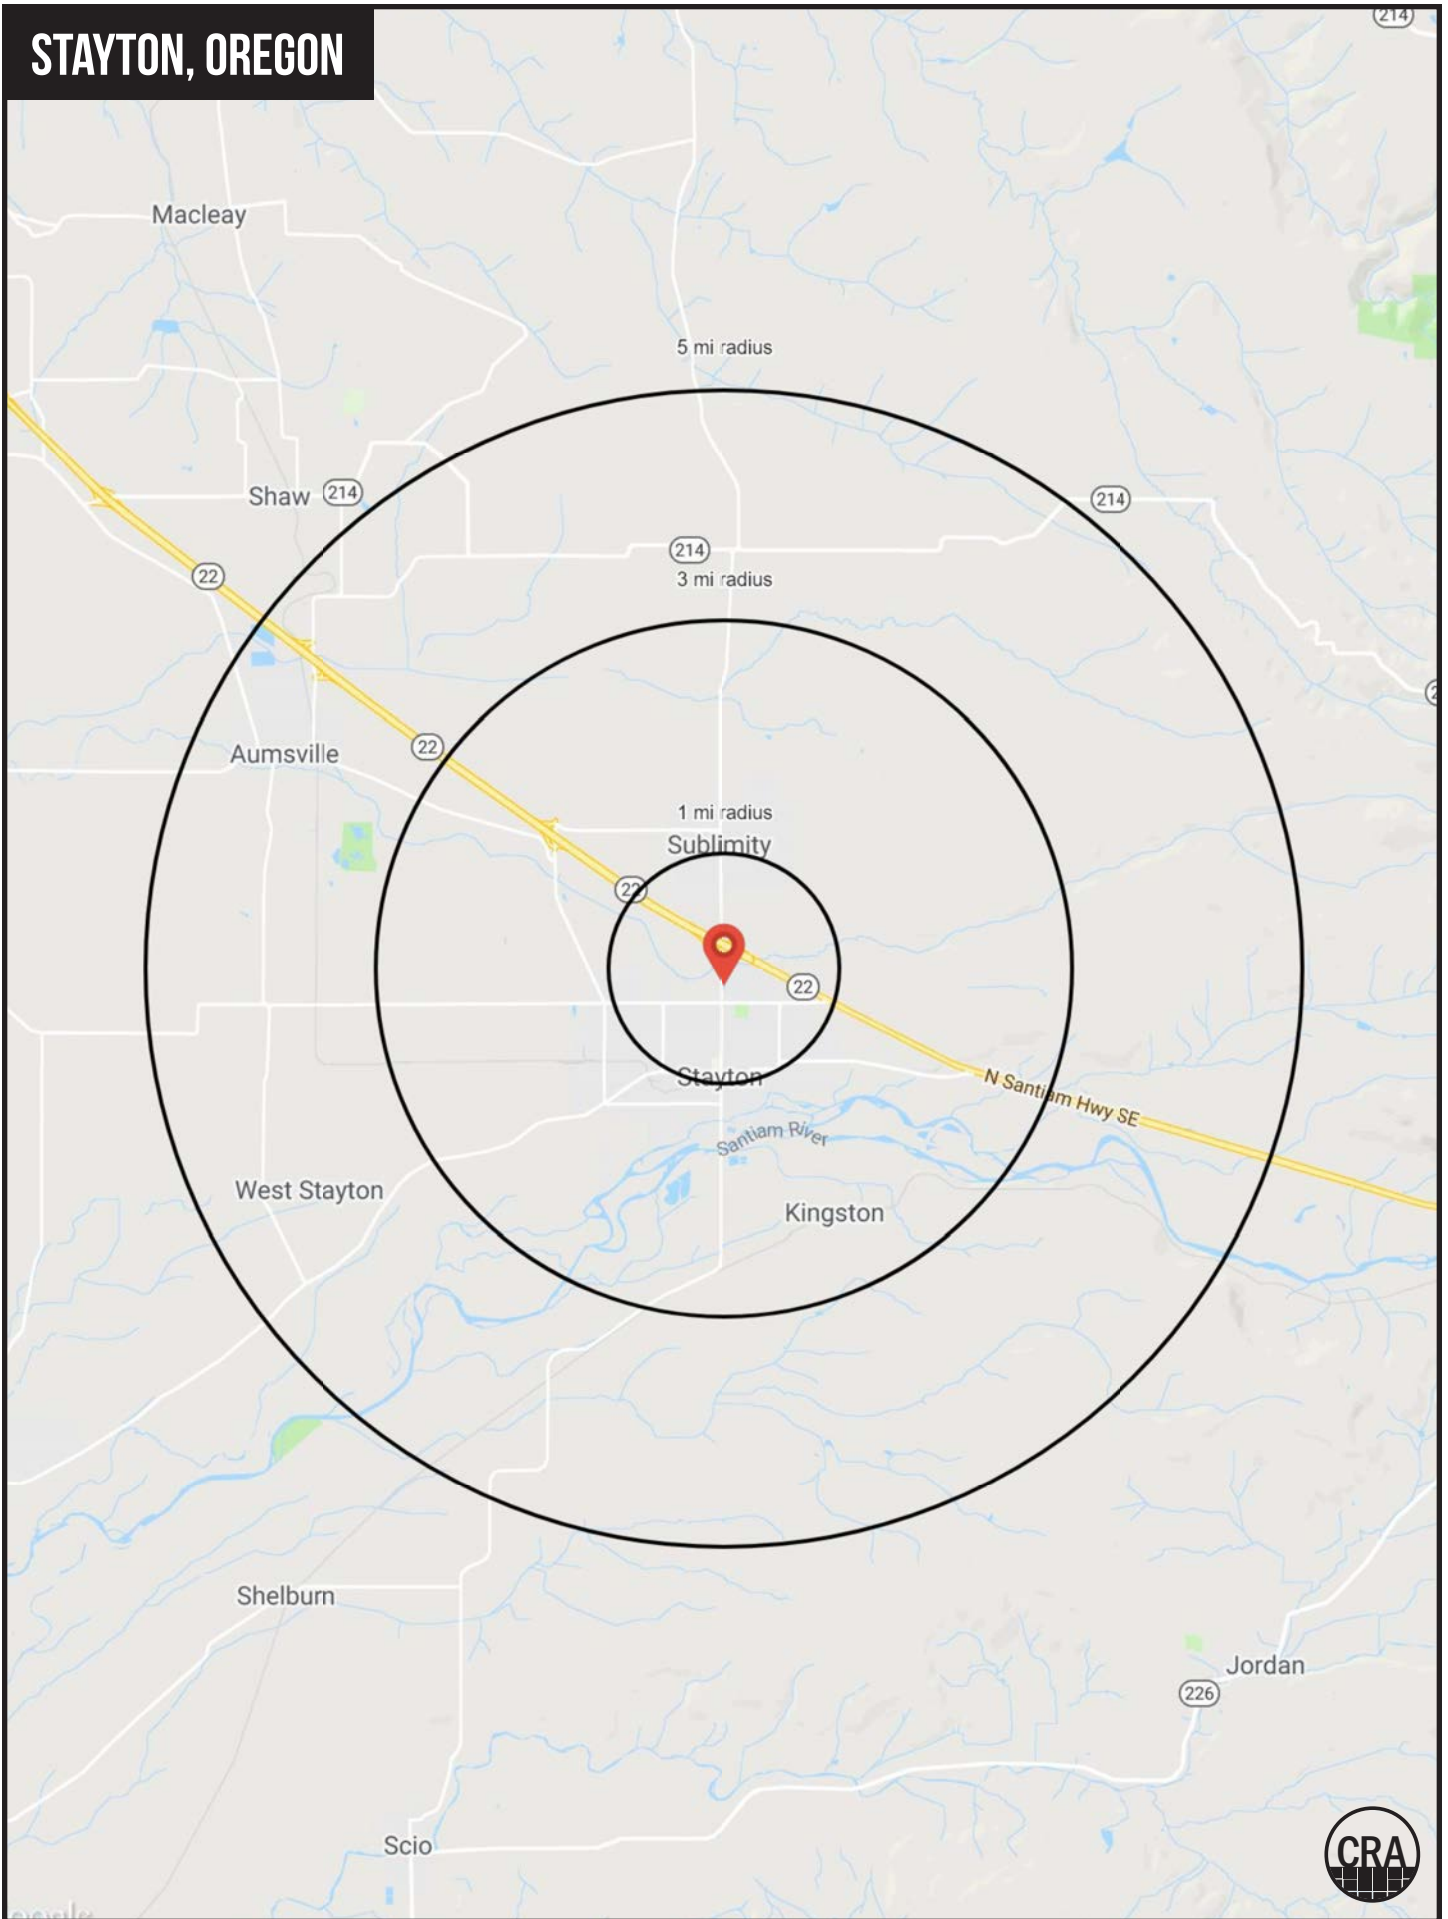 STAYTON, OREGON
214
Macleay
5 mi radius
Shaw
214
214
214
3 mi radius
22
22
Aumsville
1 mi radius
Sublimity
22
22
N Santiam Hwy SE
Stayton
Santiam River
West Stayton
Kingston
Shelburn
Jordan
226
Scio
CRA